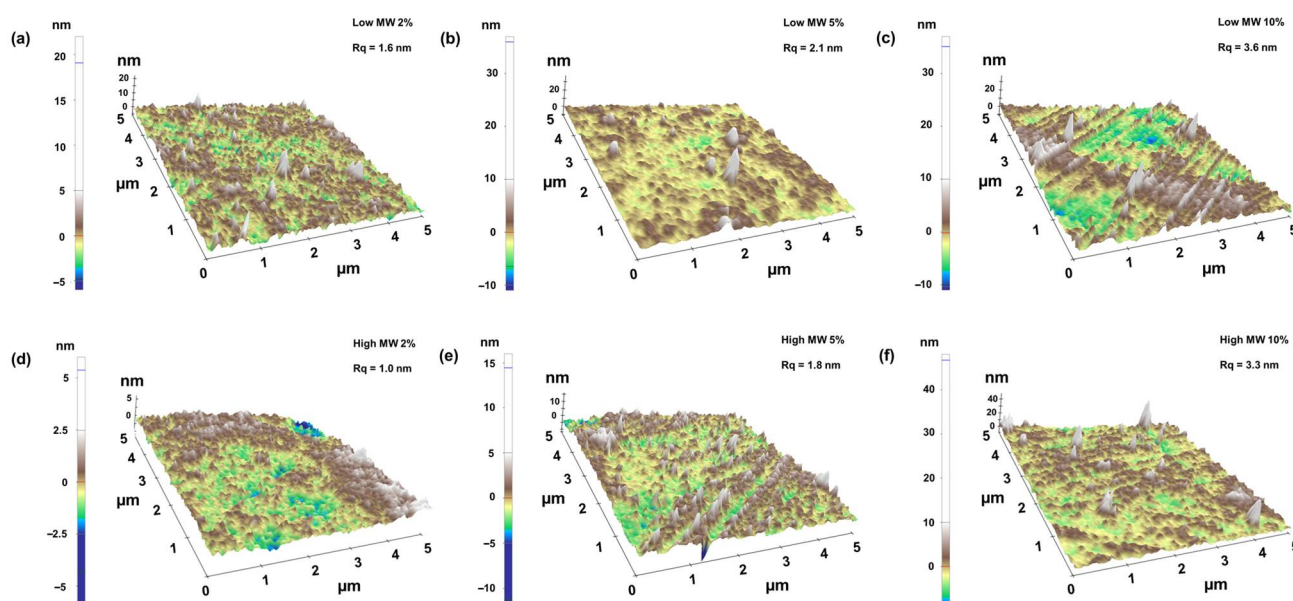 (a)
nm
20
15
10
5
0
−5
Low MW 2%
Rq = 1.6 nm
nm
20
0
5
4
3
2
1
µm
0
1
2
3
4
5
µm
(b)
nm
30
20
10
0
−10
Low MW 5%
Rq = 2.1 nm
nm
20
0
5
4
3
2
1
µm
0
1
2
3
4
5
µm
(c)
nm
30
20
10
0
−10
Low MW 10%
Rq = 3.6 nm
nm
20
0
5
4
3
2
1
µm
0
1
2
3
4
5
µm
(d)
nm
5
2.5
0
−2.5
−5
High MW 2%
Rq = 1.0 nm
nm
5
0
5
4
3
2
1
µm
0
1
2
3
4
5
µm
(e)
nm
15
10
5
0
−5
−10
High MW 5%
Rq = 1.8 nm
nm
10
0
5
4
3
2
1
µm
0
1
2
3
4
5
µm
(f)
nm
40
30
20
10
0
High MW 10%
Rq = 3.3 nm
nm
40
20
0
5
4
3
2
1
µm
0
1
2
3
4
5
µm